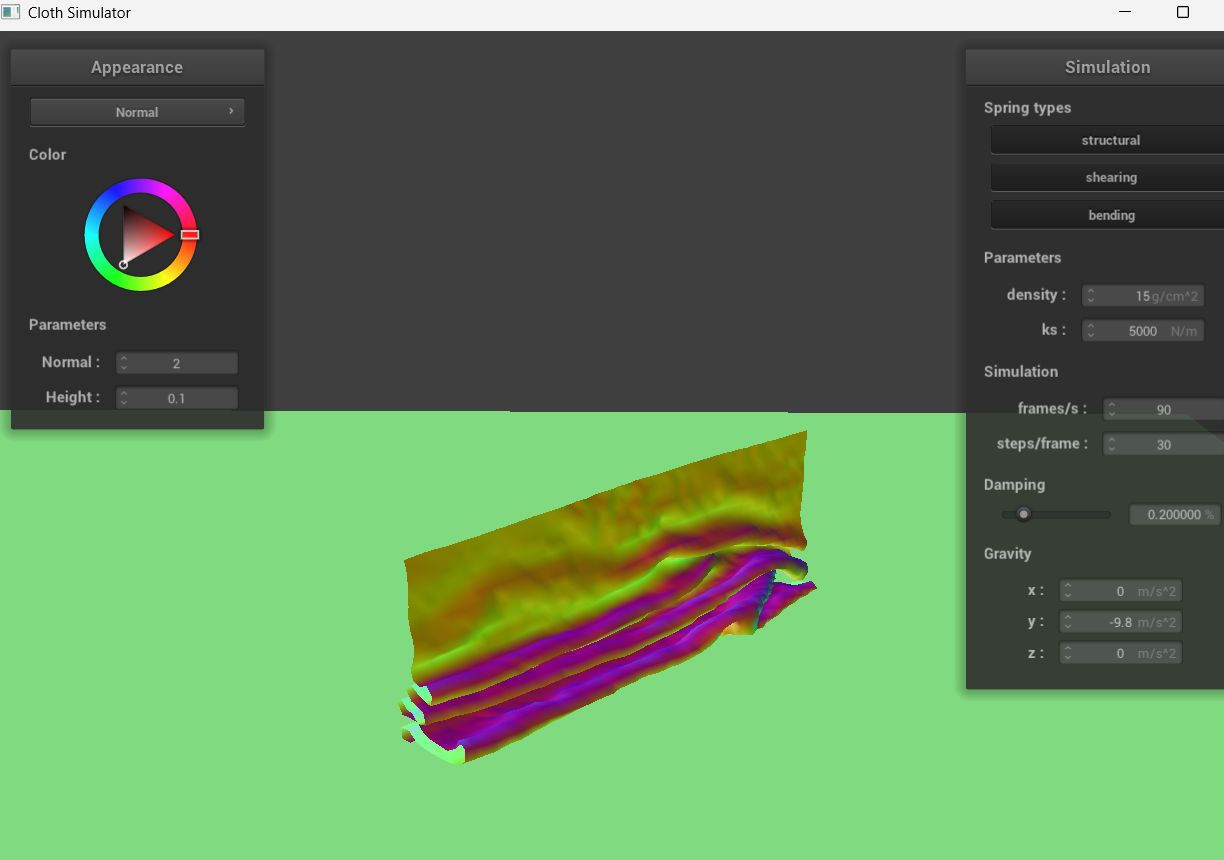 Cloth Simulator
Appearance
Normal
Color
Parameters
Normal : 2
Height : 0.1
Simulation
Spring types
structural
shearing
bending
Parameters
density : 15 g/cm^2
ks : 5000 N/m
Simulation
frames/s : 90
steps/frame : 30
Damping
0.200000 %
Gravity
x : 0 m/s^2
y : -9.8 m/s^2
z : 0 m/s^2